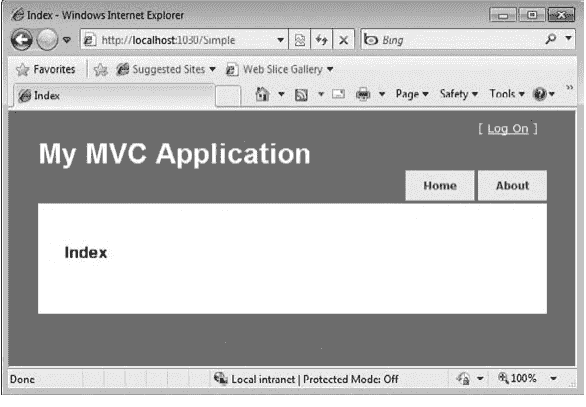 Index - Windows Internet Explorer
http://localhost:1030/Simple
Bing
Favorites Suggested Sites Web Slice Gallery
Index Page Safety Tools
[ Log On ]
My MVC Application
Home About
Index
Done Local intranet | Protected Mode: Off 100%